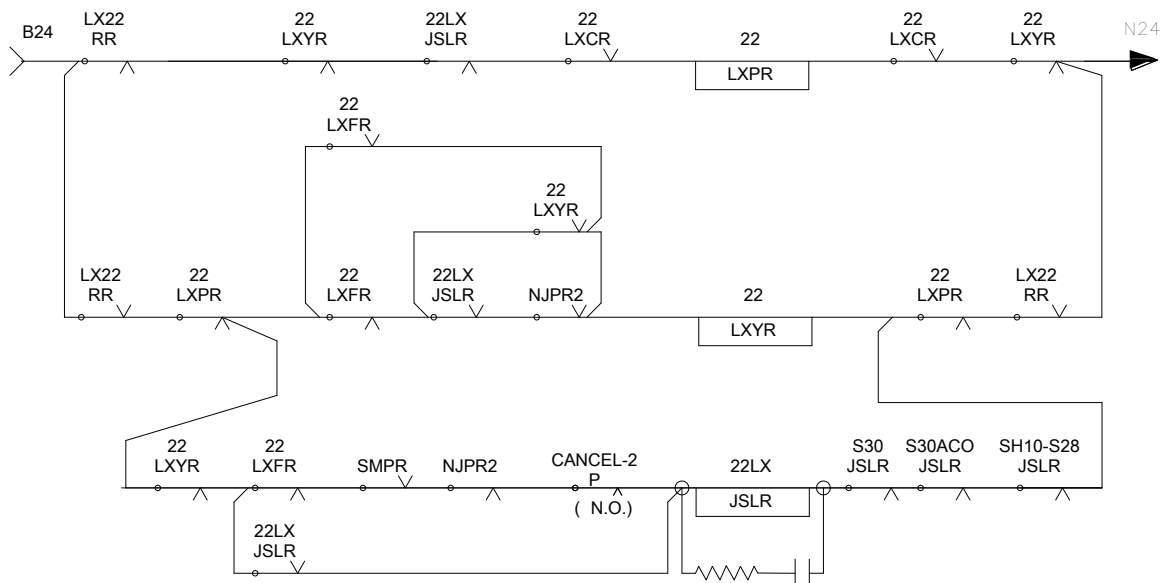 B24
LX22
RR
22
LXYR
22LX
JSLR
22
LXCR
22
LXPR
22
LXCR
22
LXYR
N24
22
LXFR
22
LXYR
LX22
RR
22
LXPR
22
LXFR
22LX
JSLR
NJPR2
22
LXYR
22
LXPR
LX22
RR
22
LXYR
22
LXFR
SMPR
NJPR2
CANCEL-2
P
( N.O.)
22LX
JSLR
S30
JSLR
S30ACO
JSLR
SH10-S28
JSLR
22LX
JSLR